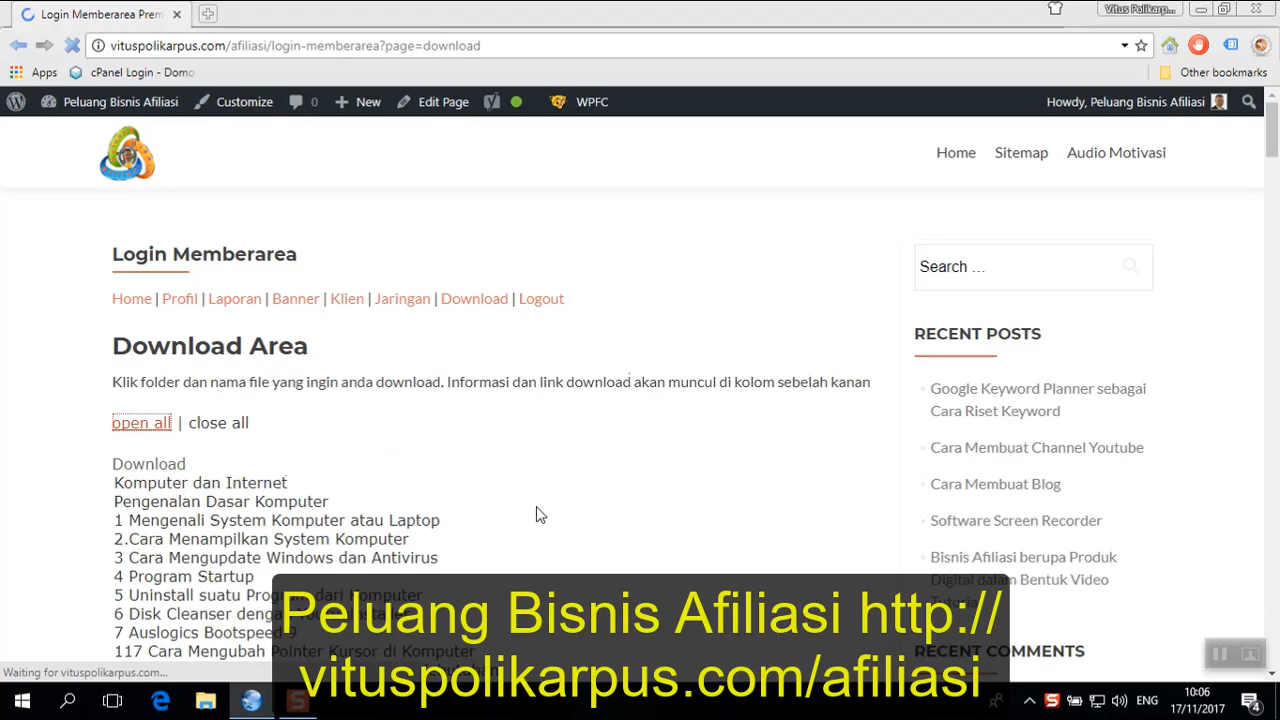 Login Memberarea Prem
Vitus Polikarp...
vituspolikarpus.com/afiliasi/login-memberarea?page=download
Apps
cPanel Login - Domo
Other bookmarks
Peluang Bisnis Afiliasi
Customize
0
New
Edit Page
WPFC
Howdy, Peluang Bisnis Afiliasi
Home
Sitemap
Audio Motivasi
Login Memberarea
Home | Profil | Laporan | Banner | Klien | Jaringan | Download | Logout
Download Area
Klik folder dan nama file yang ingin anda download. Informasi dan link download akan muncul di kolom sebelah kanan
open all | close all
Download
Komputer dan Internet
Pengenalan Dasar Komputer
1 Mengenali System Komputer atau Laptop
2.Cara Menampilkan System Komputer
3 Cara Mengupdate Windows dan Antivirus
4 Program Startup
5 Uninstall suatu Program dari Komputer
6 Disk Cleanser dengan
7 Auslogics Bootspeed 9
117 Cara Mengubah Pointer Kursor di Komputer
Search …
RECENT POSTS
Google Keyword Planner sebagai
Cara Riset Keyword
Cara Membuat Channel Youtube
Cara Membuat Blog
Software Screen Recorder
Bisnis Afiliasi berupa Produk
Digital dalam Bentuk Video
Tutorial
RECENT COMMENTS
Peluang Bisnis Afiliasi http://
vituspolikarpus.com/afiliasi
Waiting for vituspolikarpus.com...
ENG
10:06
17/11/2017
4